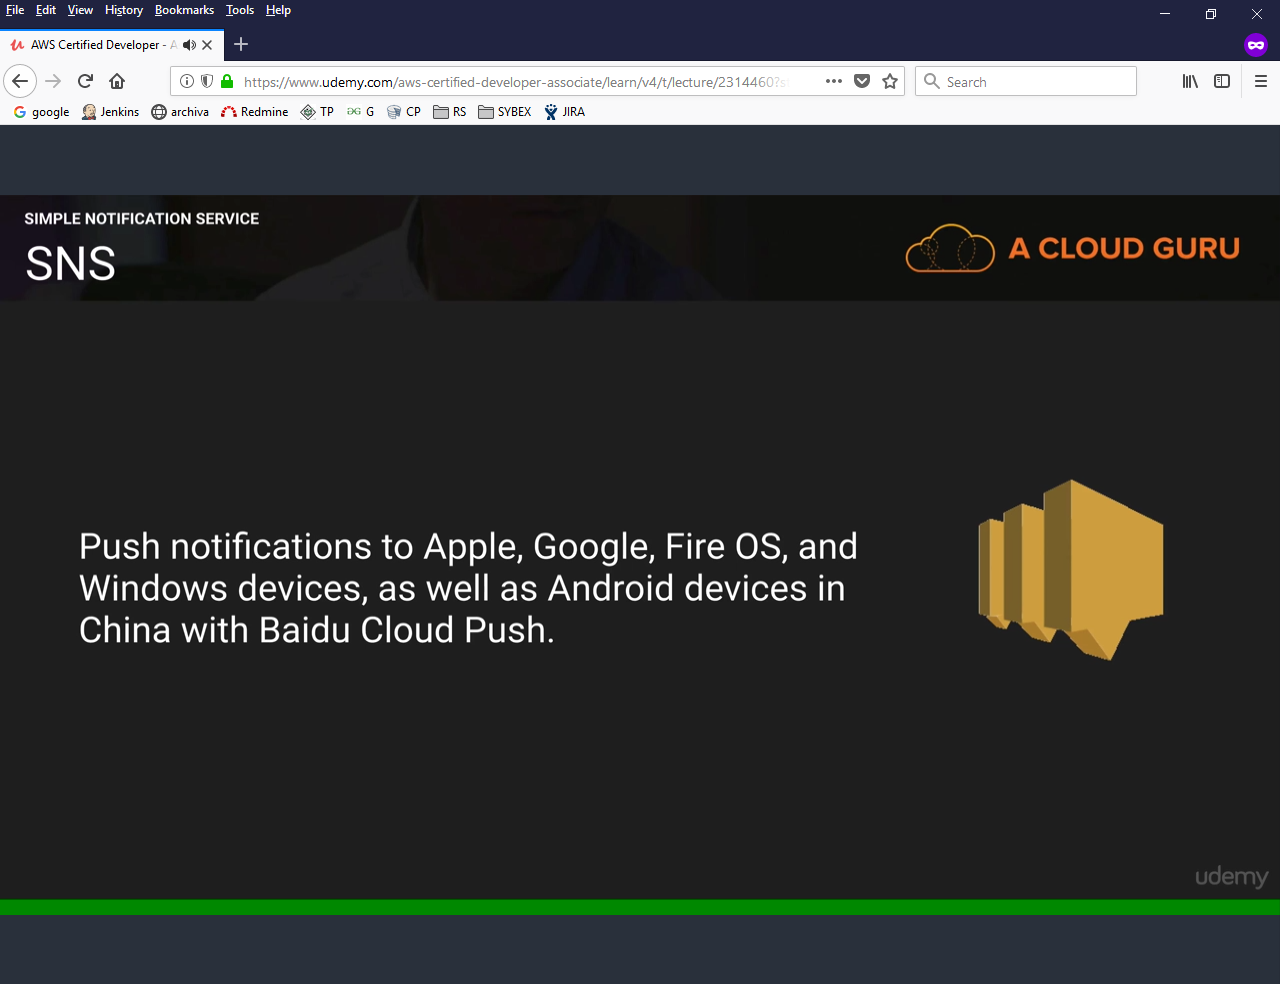 File Edit View History Bookmarks Tools Help
AWS Certified Developer - A
https://www.udemy.com/aws-certified-developer-associate/learn/v4/t/lecture/2314460?s
Search
google Jenkins archiva Redmine TP G CP RS SYBEX JIRA
SIMPLE NOTIFICATION SERVICE
SNS
A CLOUD GURU
Push notifications to Apple, Google, Fire OS, and
Windows devices, as well as Android devices in
China with Baidu Cloud Push.
udemy